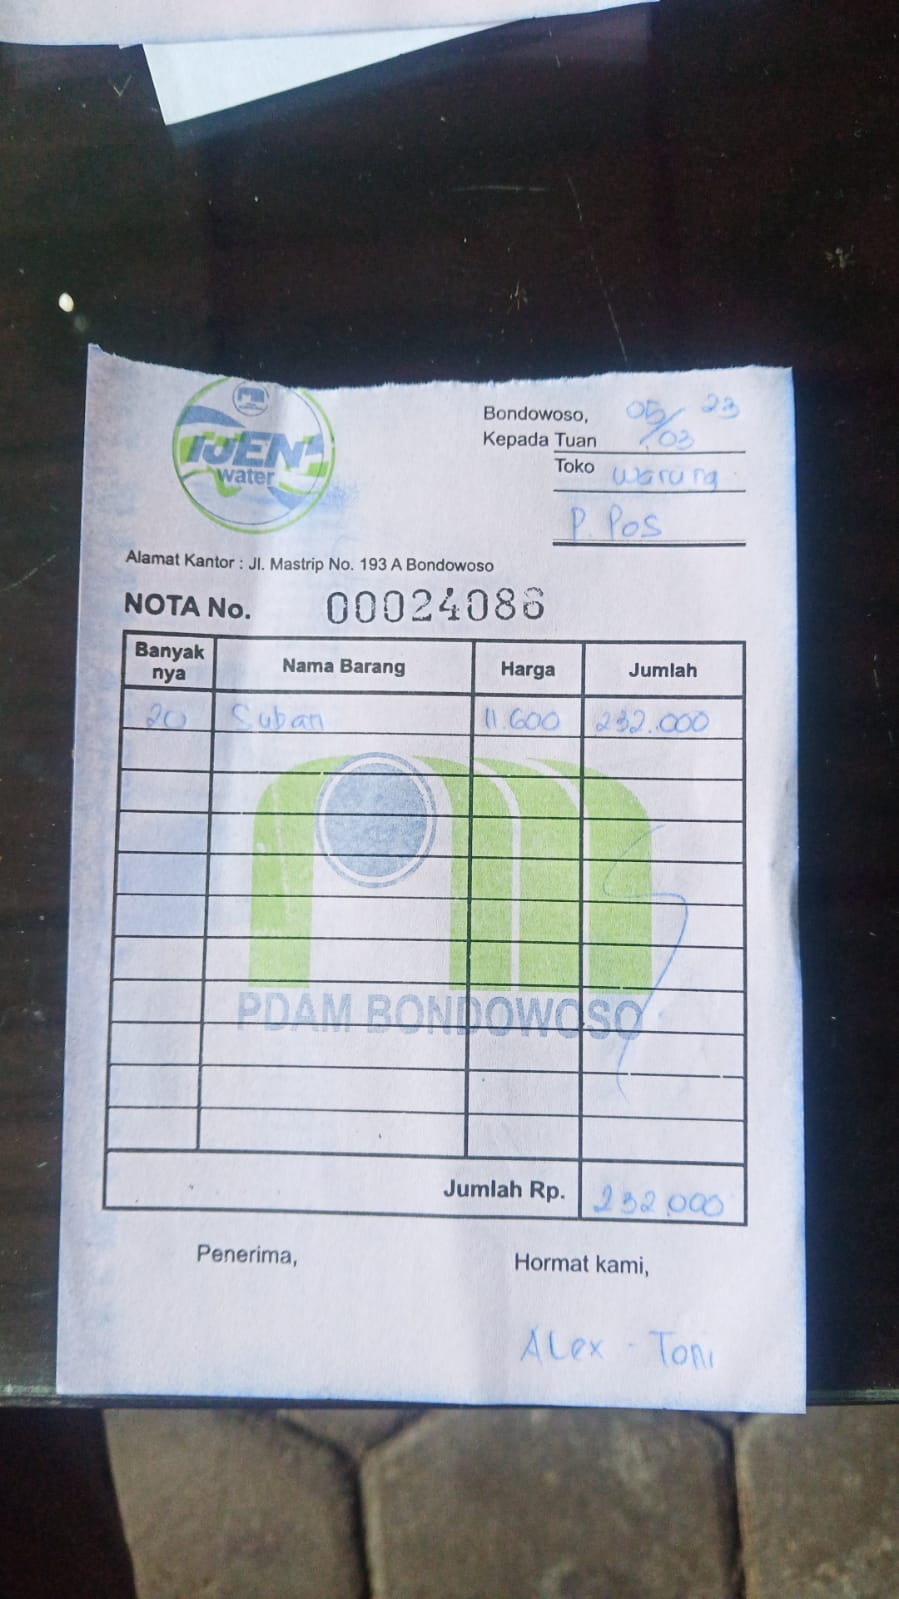 IJEN
water
Bondowoso, 05/03 23
Kepada Tuan
Toko Warung
P. Pos
Alamat Kantor : Jl. Mastrip No. 193 A Bondowoso
NOTA No. 00024086
Banyak nya Nama Barang Harga Jumlah
20 Suban 11.600 232.000
PDAM BONDOWOSO
Jumlah Rp. 232.000
Penerima, Hormat kami,
Alex - Toni